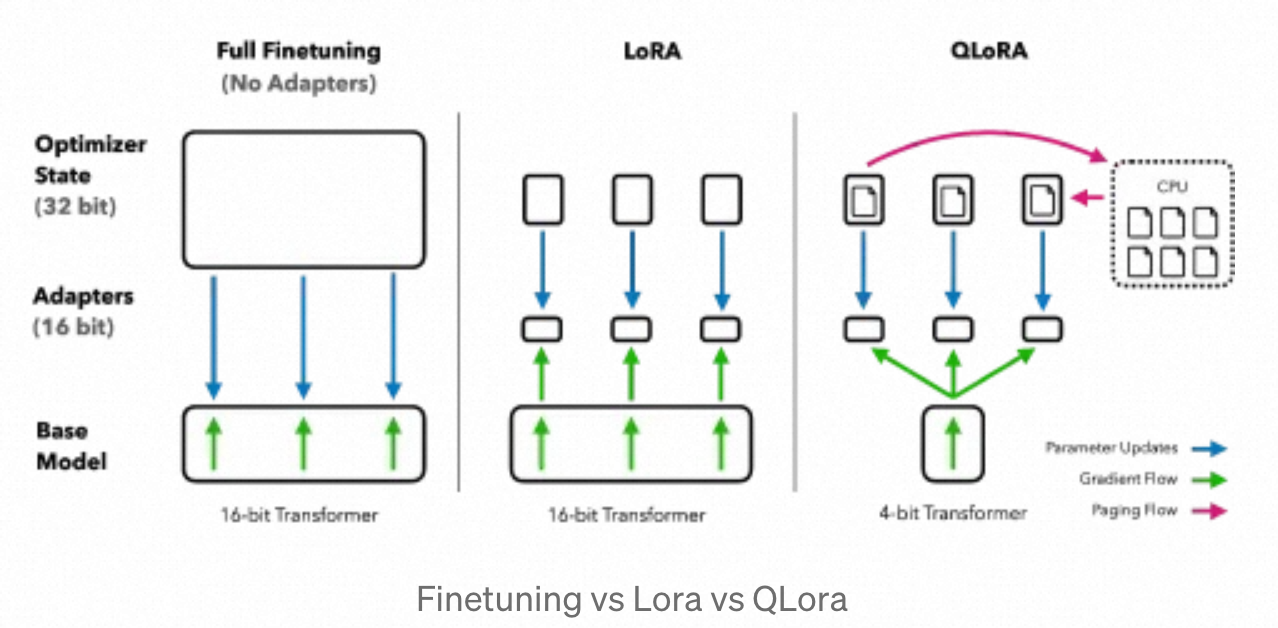 Full Finetuning
(No Adapters)
LoRA
QLoRA
Optimizer
State
(32 bit)
CPU
Adapters
(16 bit)
Base
Model
Parameter Updates
Gradient Flow
Paging Flow
16-bit Transformer
16-bit Transformer
4-bit Transformer
Finetuning vs Lora vs QLora